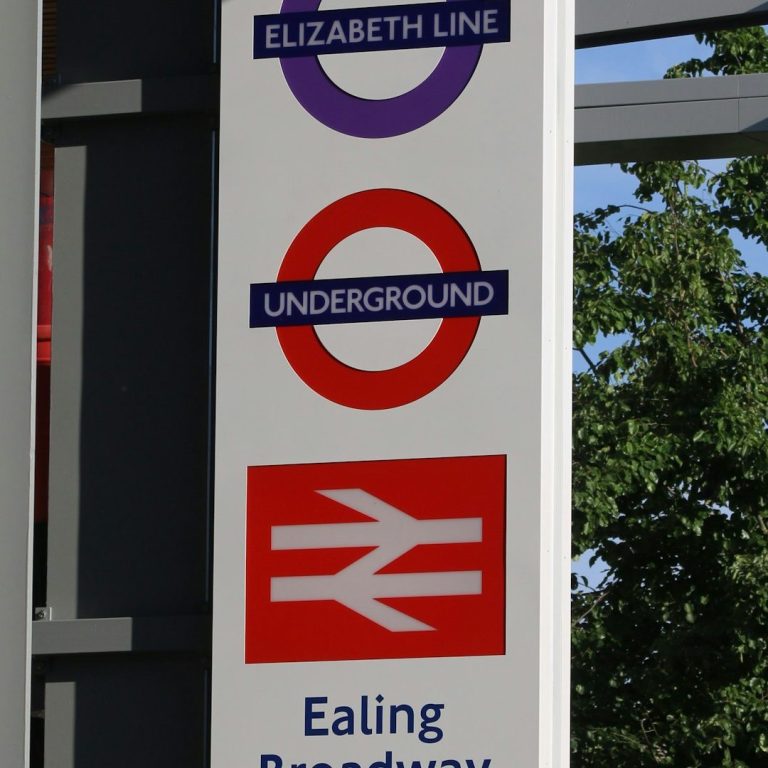 ELIZABETH LINE
UNDERGROUND
Ealing
Broadway